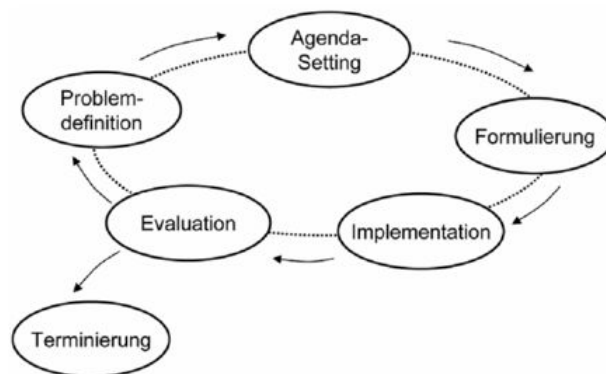 Agenda-
Setting
Problem-
definition
Formulierung
Evaluation
Implementation
Terminierung